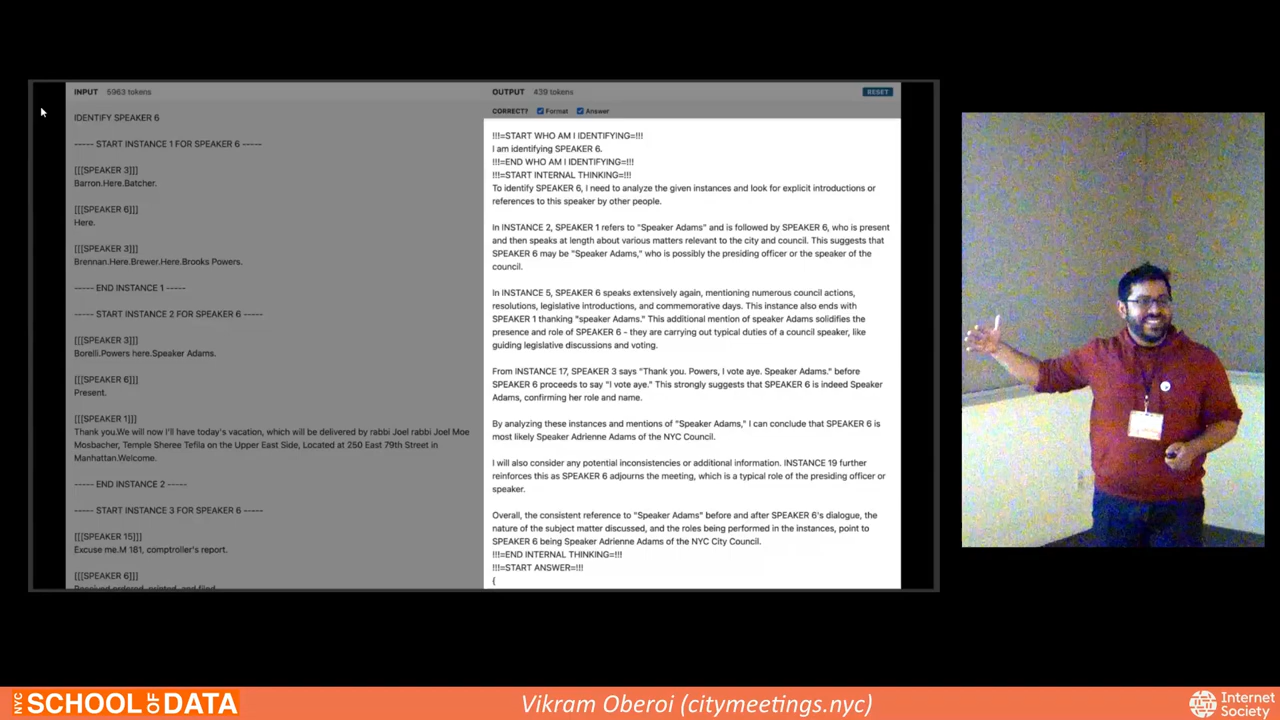 INPUT 5963 tokens
IDENTIFY SPEAKER 6
----- START INSTANCE 1 FOR SPEAKER 6 -----
[[[SPEAKER 3]]]
Barron.Here.Batcher.
[[[SPEAKER 6]]]
Here.
[[[SPEAKER 3]]]
Brennan.Here.Brewer.Here.Brooks Powers.
----- END INSTANCE 1 -----
----- START INSTANCE 2 FOR SPEAKER 6 -----
[[[SPEAKER 3]]]
Borelli.Powers here.Speaker Adams.
[[[SPEAKER 6]]]
Present.
[[[SPEAKER 1]]]
Thank you.We will now I'll have today's vacation, which will be delivered by rabbi Joel rabbi Joel Moe
Mosbacher, Temple Sheree Tefila on the Upper East Side, Located at 250 East 79th Street in
Manhattan.Welcome.
----- END INSTANCE 2 -----
----- START INSTANCE 3 FOR SPEAKER 6 -----
[[[SPEAKER 15]]]
Excuse me.M 181, comptroller's report.
[[[SPEAKER 6]]]
Received ordered, printed, and filed.
OUTPUT 439 tokens
RESET
CORRECT? Format Answer
!!!=START WHO AM I IDENTIFYING=!!!
I am identifying SPEAKER 6.
!!!=END WHO AM I IDENTIFYING=!!!
!!!=START INTERNAL THINKING=!!!
To identify SPEAKER 6, I need to analyze the given instances and look for explicit introductions or
references to this speaker by other people.
In INSTANCE 2, SPEAKER 1 refers to "Speaker Adams" and is followed by SPEAKER 6, who is present
and then speaks at length about various matters relevant to the city and council. This suggests that
SPEAKER 6 may be "Speaker Adams," who is possibly the presiding officer or the speaker of the
council.
In INSTANCE 5, SPEAKER 6 speaks extensively again, mentioning numerous council actions,
resolutions, legislative introductions, and commemorative days. This instance also ends with
SPEAKER 1 thanking "speaker Adams." This additional mention of speaker Adams solidifies the
presence and role of SPEAKER 6 - they are carrying out typical duties of a council speaker, like
guiding legislative discussions and voting.
From INSTANCE 17, SPEAKER 3 says "Thank you. Powers, I vote aye. Speaker Adams." before
SPEAKER 6 proceeds to say "I vote aye." This strongly suggests that SPEAKER 6 is indeed Speaker
Adams, confirming her role and name.
By analyzing these instances and mentions of "Speaker Adams," I can conclude that SPEAKER 6 is
most likely Speaker Adrienne Adams of the NYC Council.
I will also consider any potential inconsistencies or additional information. INSTANCE 19 further
reinforces this as SPEAKER 6 adjourns the meeting, which is a typical role of the presiding officer or
speaker.
Overall, the consistent reference to "Speaker Adams" before and after SPEAKER 6's dialogue, the
nature of the subject matter discussed, and the roles being performed in the instances, point to
SPEAKER 6 being Speaker Adrienne Adams of the NYC City Council.
!!!=END INTERNAL THINKING=!!!
!!!=START ANSWER=!!!
{
NYC SCHOOL OF DATA
Vikram Oberoi (citymeetings.nyc)
Internet
Society